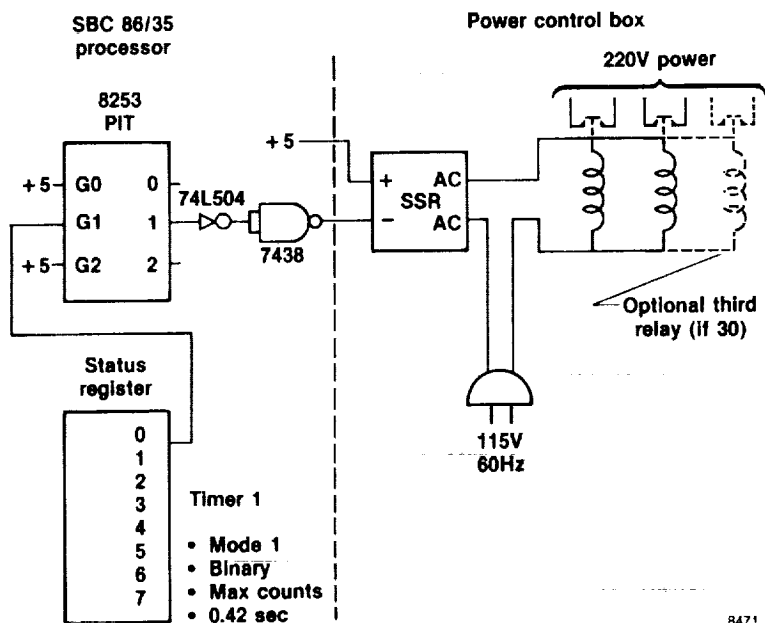 SBC 86/35
processor
Power control box
220V power
8253
PIT
+5
G0
0
G1
1
+5
G2
2
74L504
7438
+5
+
AC
SSR
-
AC
Optional third
relay (if 30)
115V
60Hz
Status
register
0
1
2
3
4
5
6
7
Timer 1
• Mode 1
• Binary
• Max counts
• 0.42 sec
8471